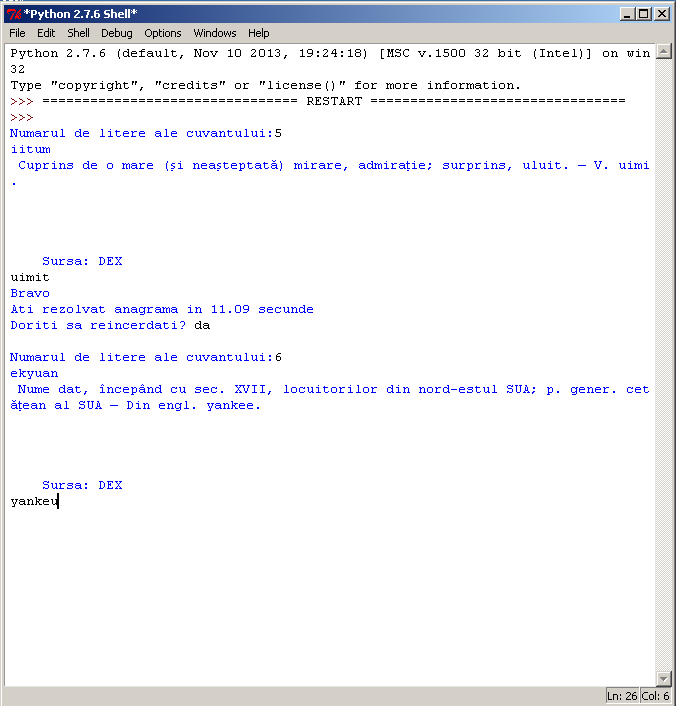 *Python 2.7.6 Shell*
File Edit Shell Debug Options Windows Help
Python 2.7.6 (default, Nov 10 2013, 19:24:18) [MSC v.1500 32 bit (Intel)] on win
32
Type "copyright", "credits" or "license()" for more information.
>>> ================================ RESTART ================================
>>>
Numarul de litere ale cuvantului:5
iitum
Cuprins de o mare (și neașteptată) mirare, admirație; surprins, uluit. – V. uimi
.
Sursa: DEX
uimit
Bravo
Ati rezolvat anagrama in 11.09 secunde
Doriti sa reincerdati? da
Numarul de litere ale cuvantului:6
ekyuan
Nume dat, începând cu sec. XVII, locuitorilor din nord-estul SUA; p. gener. cet
ățean al SUA – Din engl. yankee.
Sursa: DEX
yankeu
Ln: 26 Col: 6